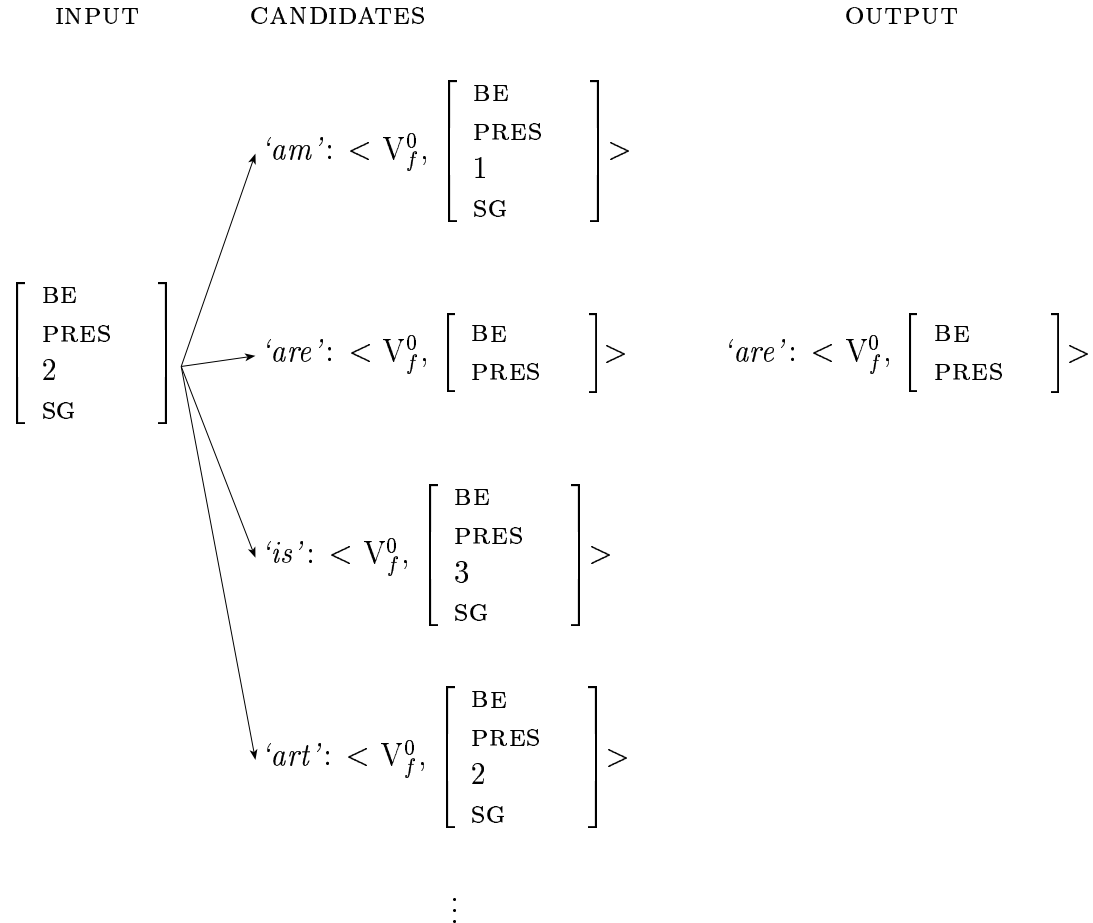 INPUT CANDIDATES OUTPUT
BE
PRES
‘am’: < V⁰f, 1 >
SG
BE
PRES
2
SG
‘are’: < V⁰f, BE PRES > ‘are’: < V⁰f, BE PRES >
BE
PRES
‘is’: < V⁰f, 3 >
SG
BE
PRES
‘art’: < V⁰f, 2 >
SG
⋮